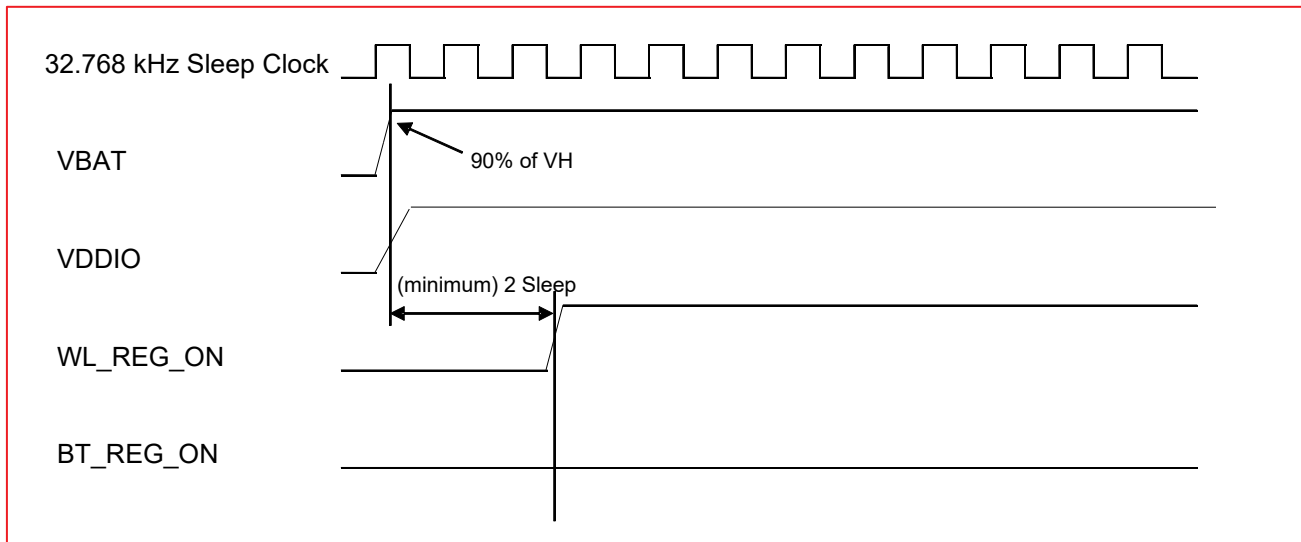 32.768 kHz Sleep Clock
VBAT
90% of VH
VDDIO
(minimum) 2 Sleep
WL_REG_ON
BT_REG_ON